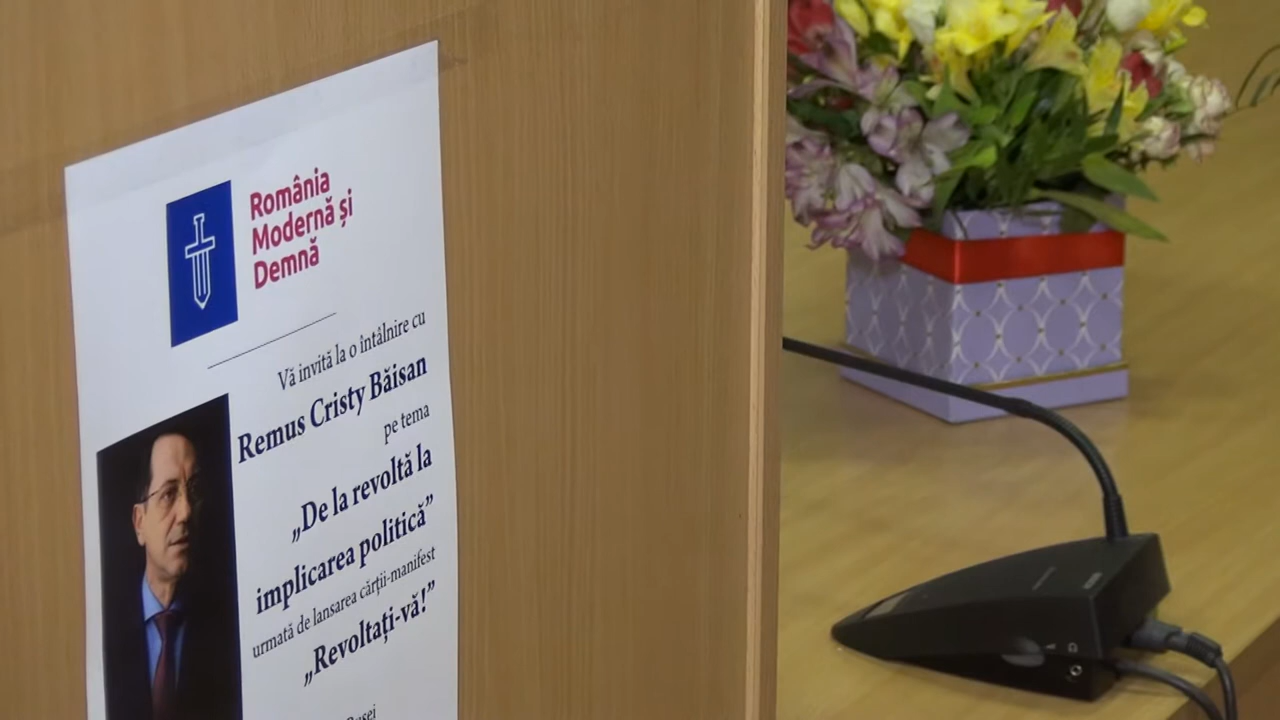 România
Modernă și
Demnă
Vă invită la o întâlnire cu
Remus Cristy Băisan
pe tema
„De la revoltă la
implicarea politică”
urmată de lansarea cărții-manifest
„Revoltați-vă!”